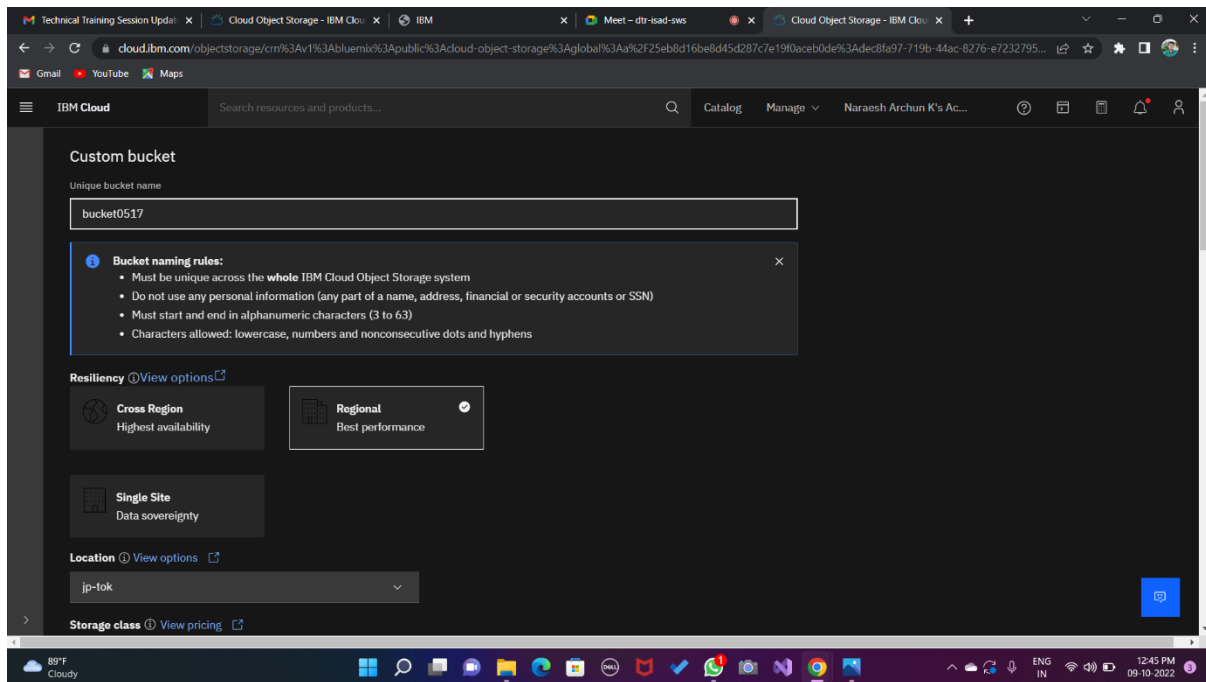 Technical Training Session Updat
Cloud Object Storage - IBM Clou
IBM
Meet – dtr-isad-sws
Cloud Object Storage - IBM Clou
cloud.ibm.com/objectstorage/crn%3Av1%3Abluemix%3Apublic%3Acloud-object-storage%3Aglobal%3Aa%2F25eb8d16be8d45d287c7e19f0aceb0de%3Adec8fa97-719b-44ac-8276-e7232795...
Gmail YouTube Maps
IBM Cloud Search resources and products... Catalog Manage Naraesh Archun K's Ac...
Custom bucket
Unique bucket name
bucket0517
Bucket naming rules:
• Must be unique across the whole IBM Cloud Object Storage system
• Do not use any personal information (any part of a name, address, financial or security accounts or SSN)
• Must start and end in alphanumeric characters (3 to 63)
• Characters allowed: lowercase, numbers and nonconsecutive dots and hyphens
Resiliency View options
Cross Region
Highest availability
Regional
Best performance
Single Site
Data sovereignty
Location View options
jp-tok
Storage class View pricing
89°F
Cloudy
DELL
1
ENG
IN
12:45 PM
09-10-2022
3